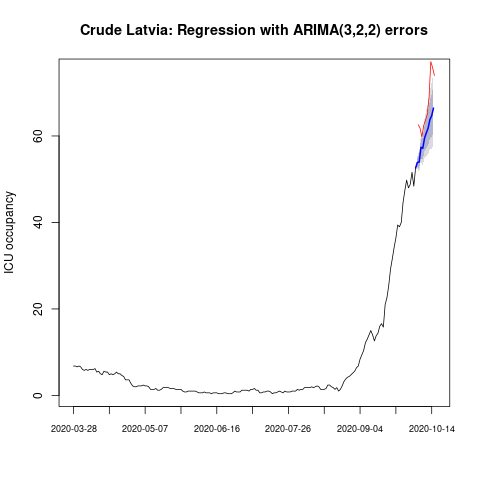 Crude Latvia: Regression with ARIMA(3,2,2) errors
ICU occupancy
60
40
20
0
2020-03-28 2020-05-07 2020-06-16 2020-07-26 2020-09-04 2020-10-14